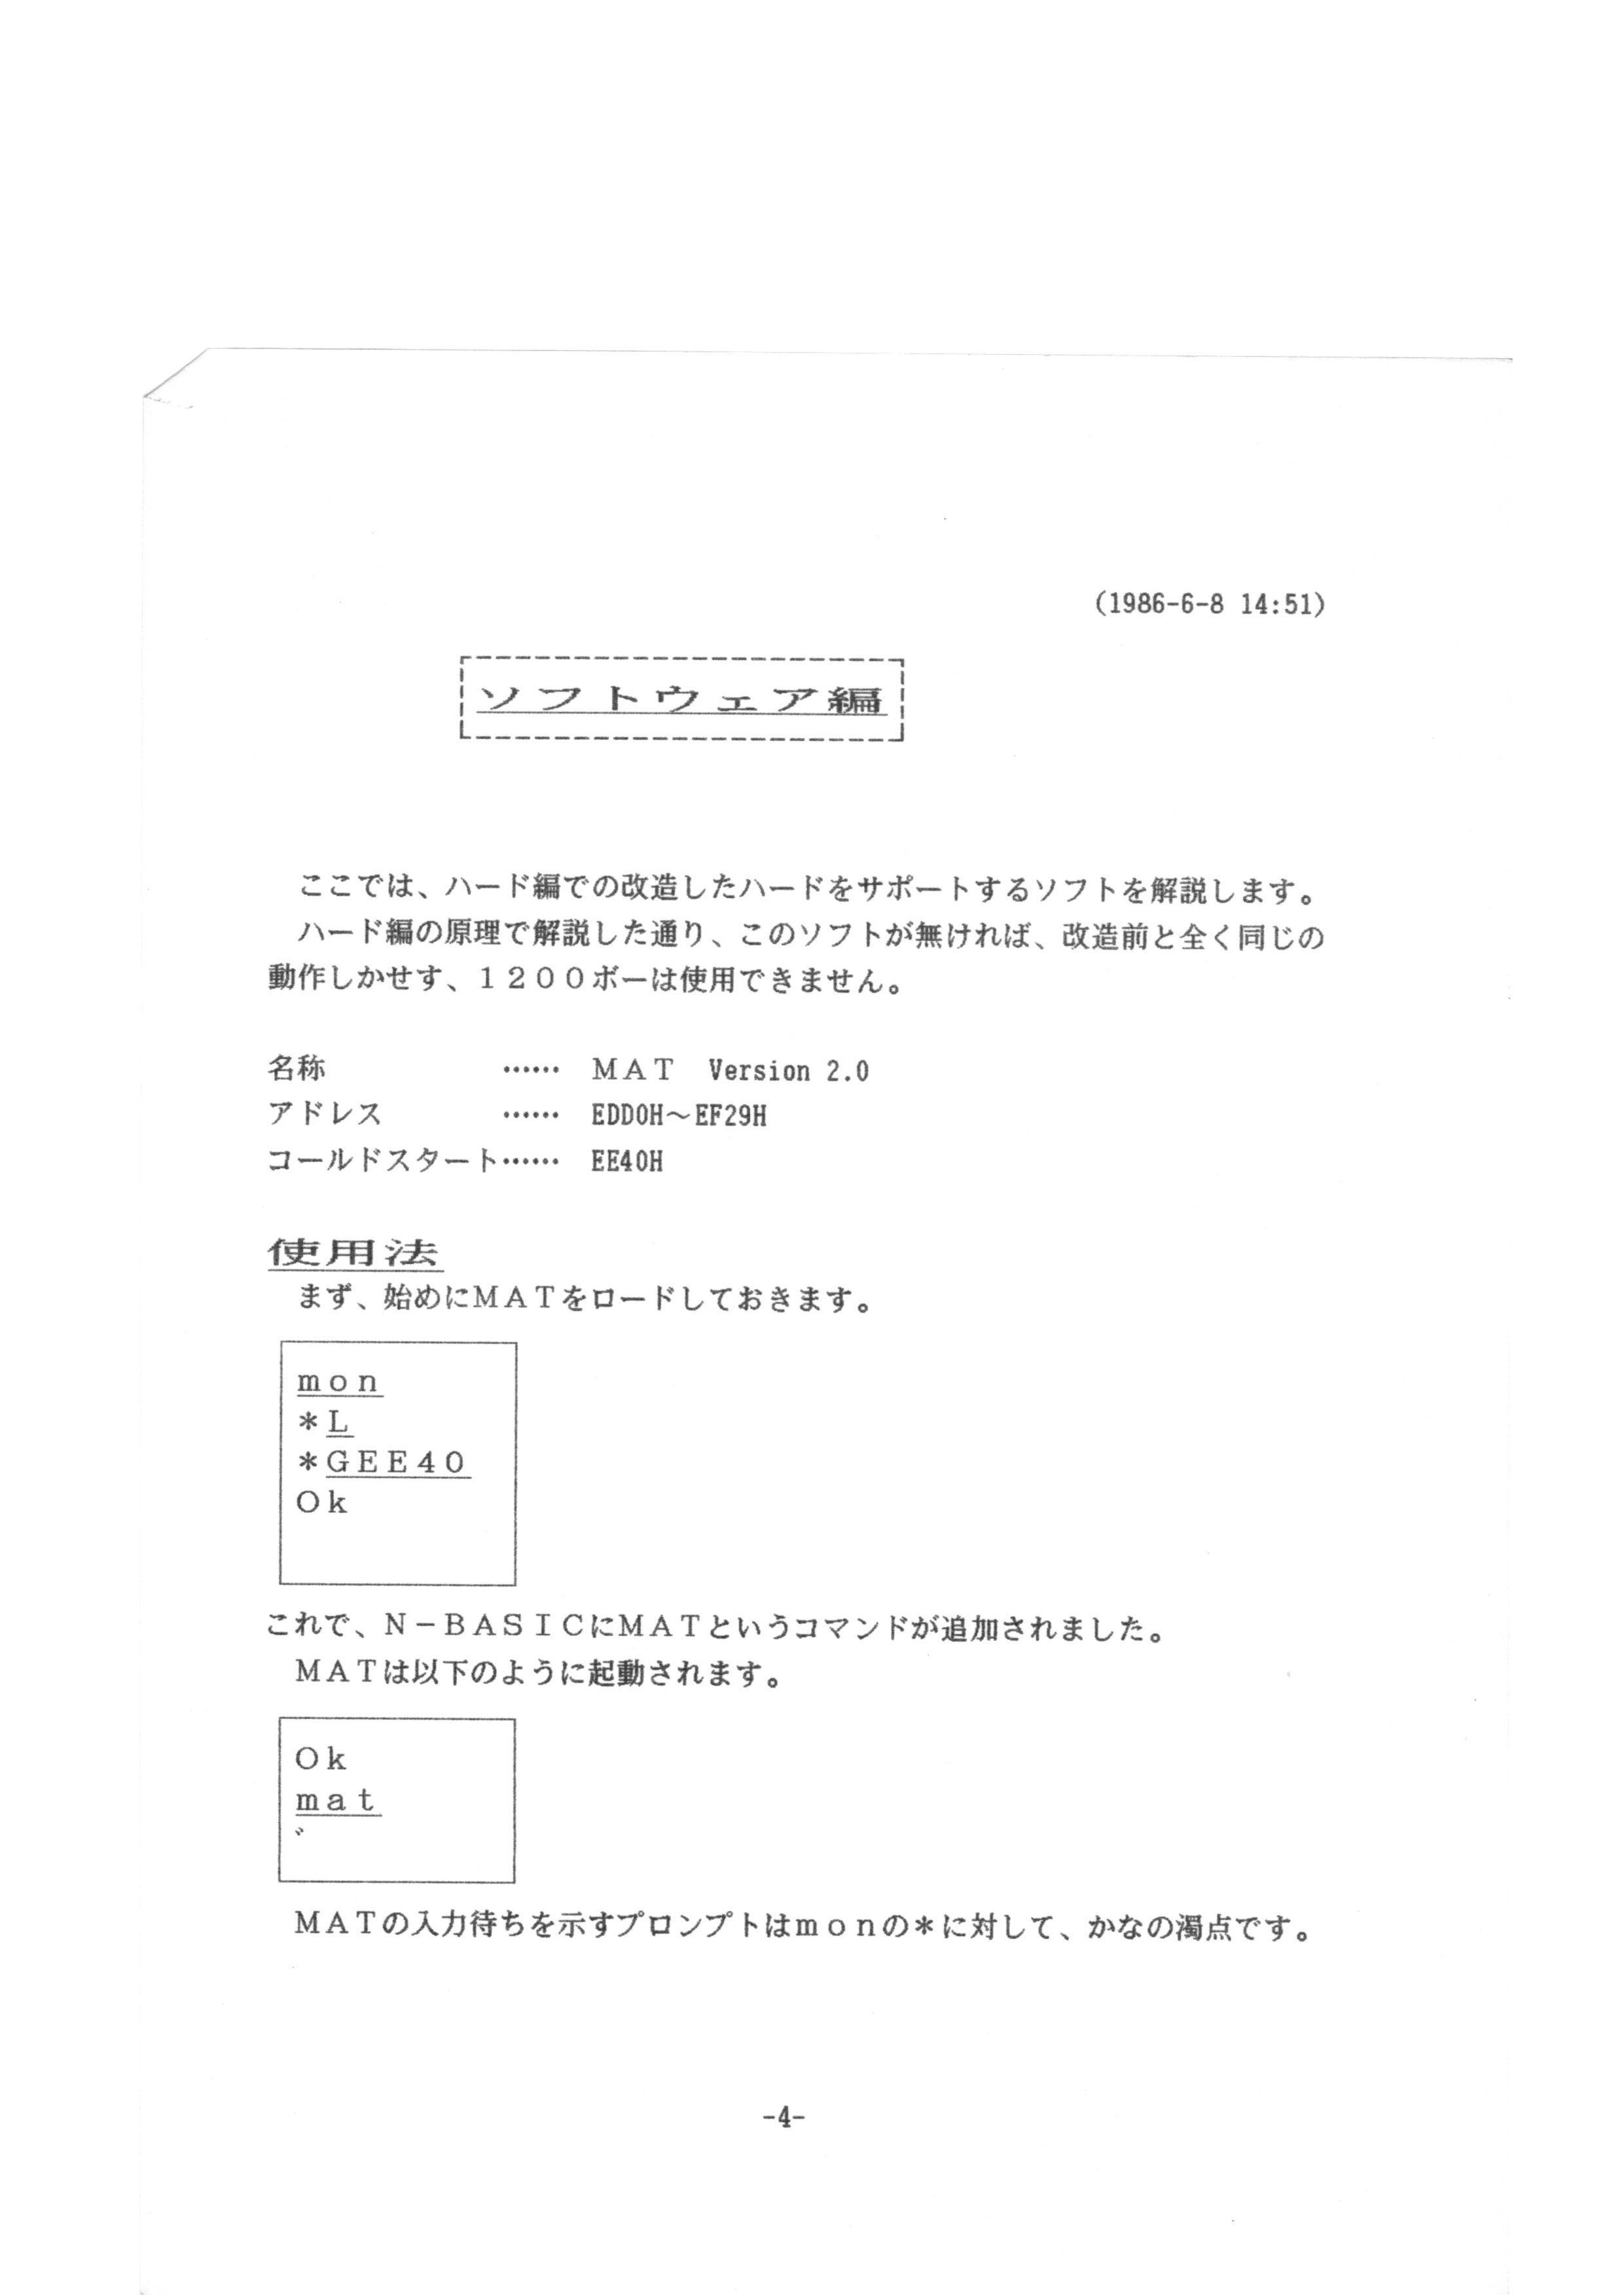 (1986-6-8 14:51)
ソフトウェア編
ここでは、ハード編での改造したハードをサポートするソフトを解説します。
ハード編の原理で解説した通り、このソフトが無ければ、改造前と全く同じの
動作しかせす、１２００ボーは使用できません。
名称 …… ＭＡＴ Version 2.0
アドレス …… EDD0H～EF29H
コールドスタート…… EE40H
使用法
まず、始めにＭＡＴをロードしておきます。
ｍｏｎ
＊Ｌ
＊ＧＥＥ４０
Ｏｋ
これで、Ｎ－ＢＡＳＩＣにＭＡＴというコマンドが追加されました。
ＭＡＴは以下のように起動されます。
Ｏｋ
ｍａｔ
゛
ＭＡＴの入力待ちを示すプロンプトはｍｏｎの＊に対して、かなの濁点です。
-4-